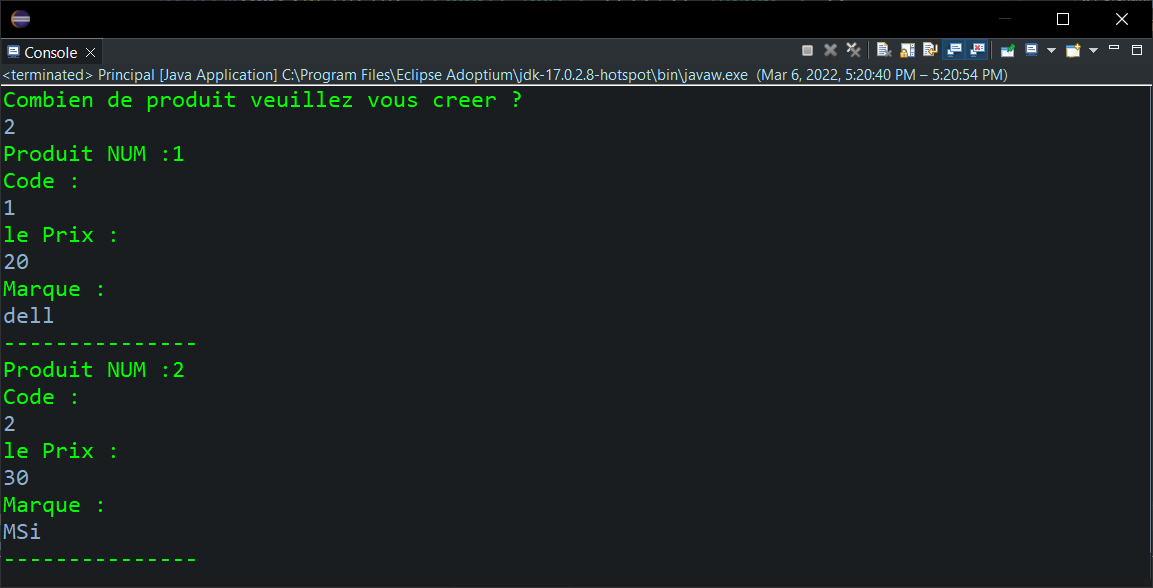 Console
<terminated> Principal [Java Application] C:\Program Files\Eclipse Adoptium\jdk-17.0.2.8-hotspot\bin\javaw.exe (Mar 6, 2022, 5:20:40 PM – 5:20:54 PM)
Combien de produit veuillez vous creer ?
2
Produit NUM :1
Code :
1
le Prix :
20
Marque :
dell
---------------
Produit NUM :2
Code :
2
le Prix :
30
Marque :
MSi
---------------